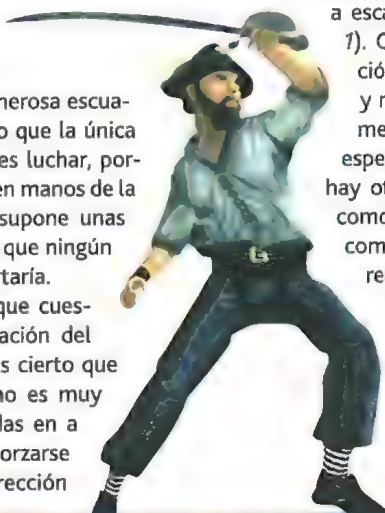 nerosa escua-
o que la única
es luchar, por-
en manos de la
supone unas
que ningún
rtaría.
que cues-
ación del
s cierto que
no es muy
das en a
orzarse
rección
a esca
1). C
ción
y r
me
espe
hay ot
como
com
re